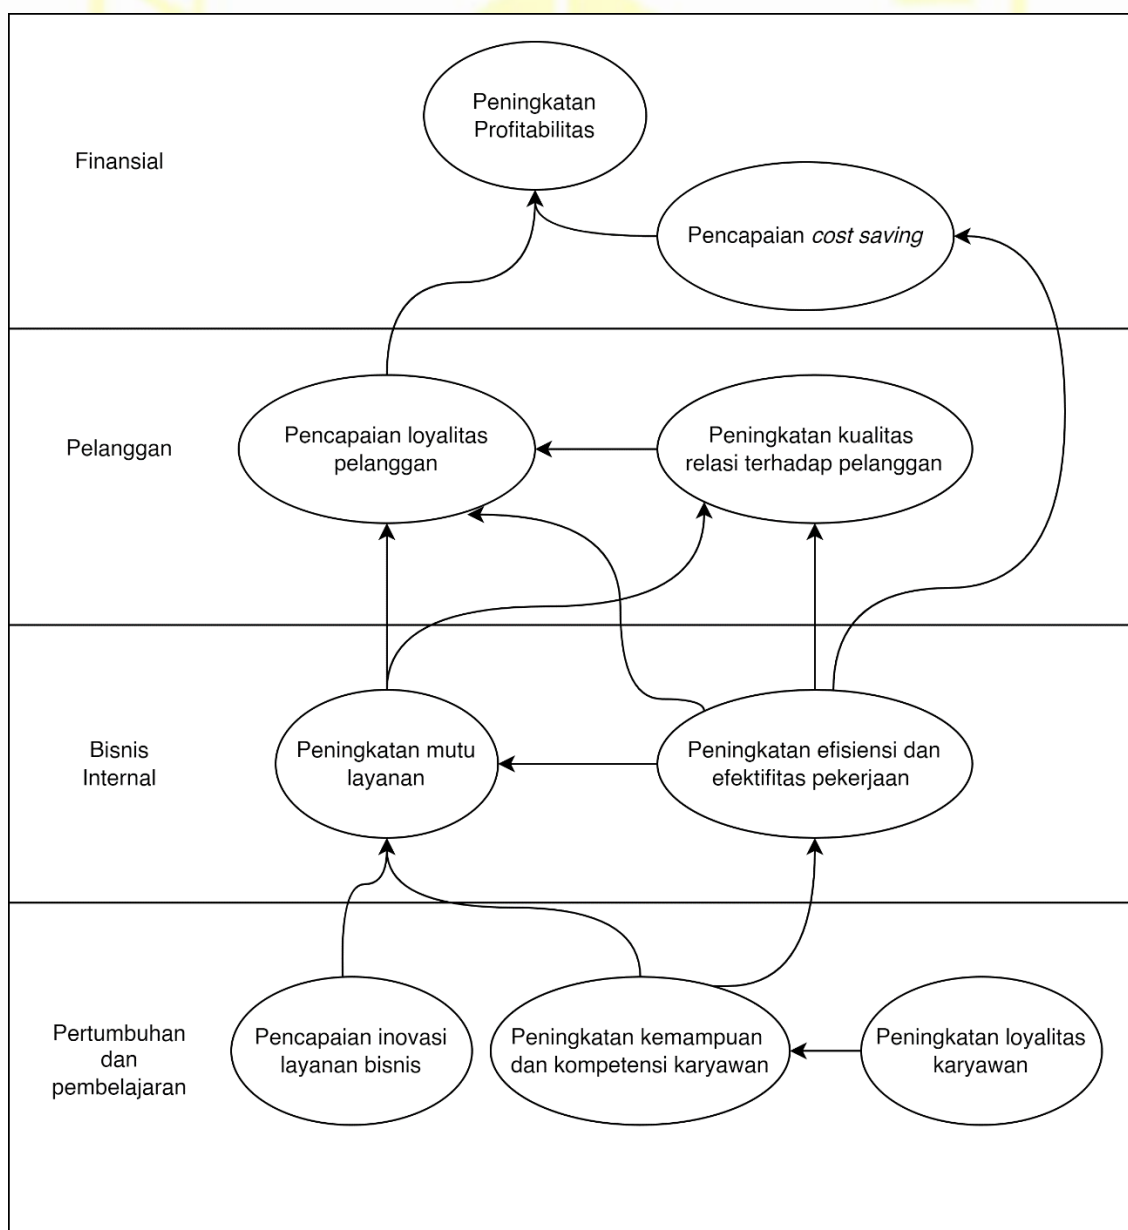 Finansial
Peningkatan
Profitabilitas
Pencapaian cost saving
Pelanggan
Pencapaian loyalitas
pelanggan
Peningkatan kualitas
relasi terhadap pelanggan
Bisnis
Internal
Peningkatan mutu
layanan
Peningkatan efisiensi dan
efektifitas pekerjaan
Pertumbuhan
dan
pembelajaran
Pencapaian inovasi
layanan bisnis
Peningkatan kemampuan
dan kompetensi karyawan
Peningkatan loyalitas
karyawan